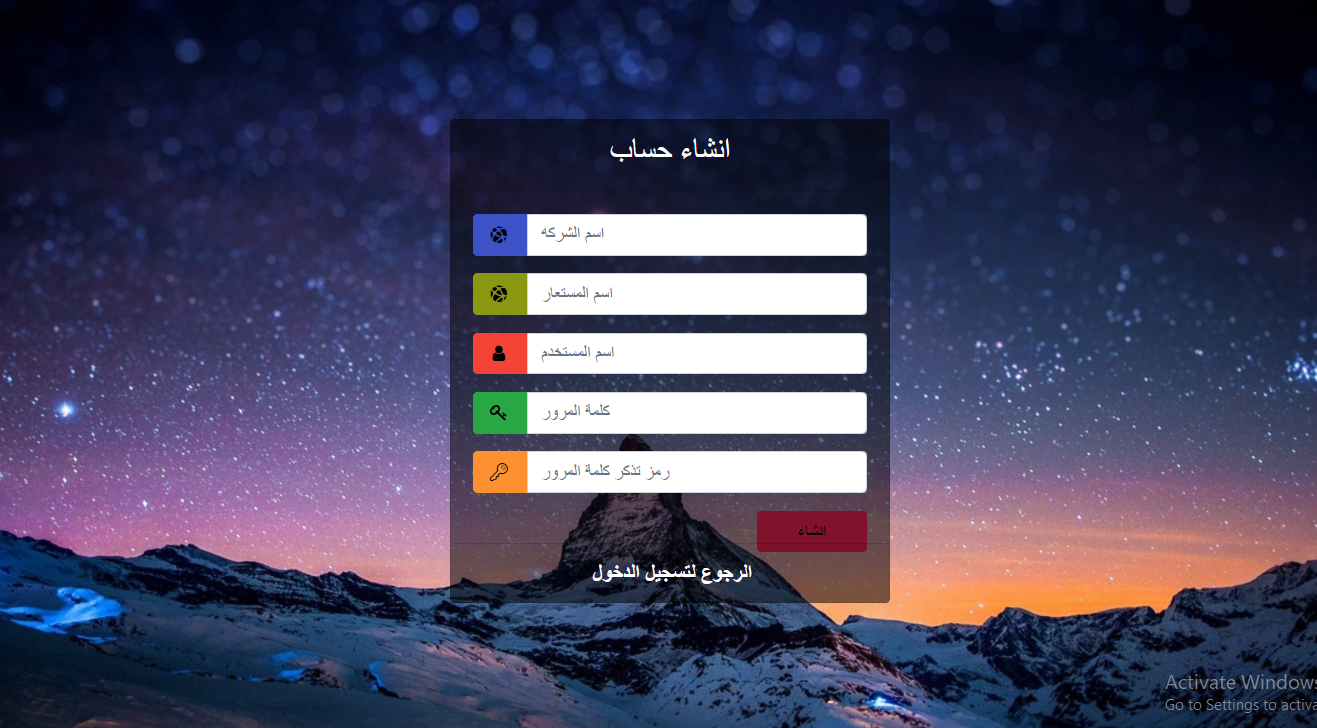 انشاء حساب
اسم الشركه
اسم المستعار
اسم المستخدم
كلمة المرور
رمز تذكر كلمة المرور
انشاء
الرجوع لتسجيل الدخول
Activate Windows
Go to Settings to activa